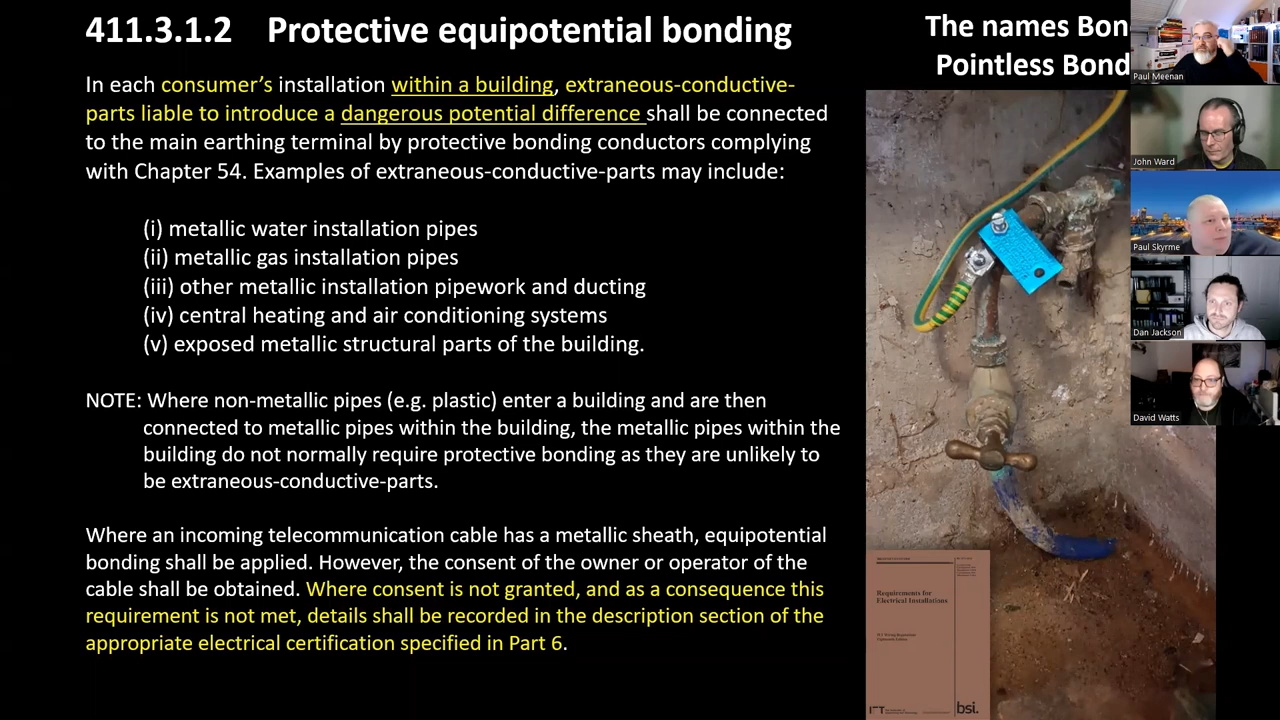 411.3.1.2 Protective equipotential bonding
In each consumer's installation within a building, extraneous-conductive-
parts liable to introduce a dangerous potential difference shall be connected
to the main earthing terminal by protective bonding conductors complying
with Chapter 54. Examples of extraneous-conductive-parts may include:
(i) metallic water installation pipes
(ii) metallic gas installation pipes
(iii) other metallic installation pipework and ducting
(iv) central heating and air conditioning systems
(v) exposed metallic structural parts of the building.
NOTE: Where non-metallic pipes (e.g. plastic) enter a building and are then
connected to metallic pipes within the building, the metallic pipes within the
building do not normally require protective bonding as they are unlikely to
be extraneous-conductive-parts.
Where an incoming telecommunication cable has a metallic sheath, equipotential
bonding shall be applied. However, the consent of the owner or operator of the
cable shall be obtained. Where consent is not granted, and as a consequence this
requirement is not met, details shall be recorded in the description section of the
appropriate electrical certification specified in Part 6.
The names Bon
Pointless Bond
Requirements for
Electrical Installations
IET
bsi.
Paul Meenan
John Ward
Paul Skyrme
Dan Jackson
David Watts